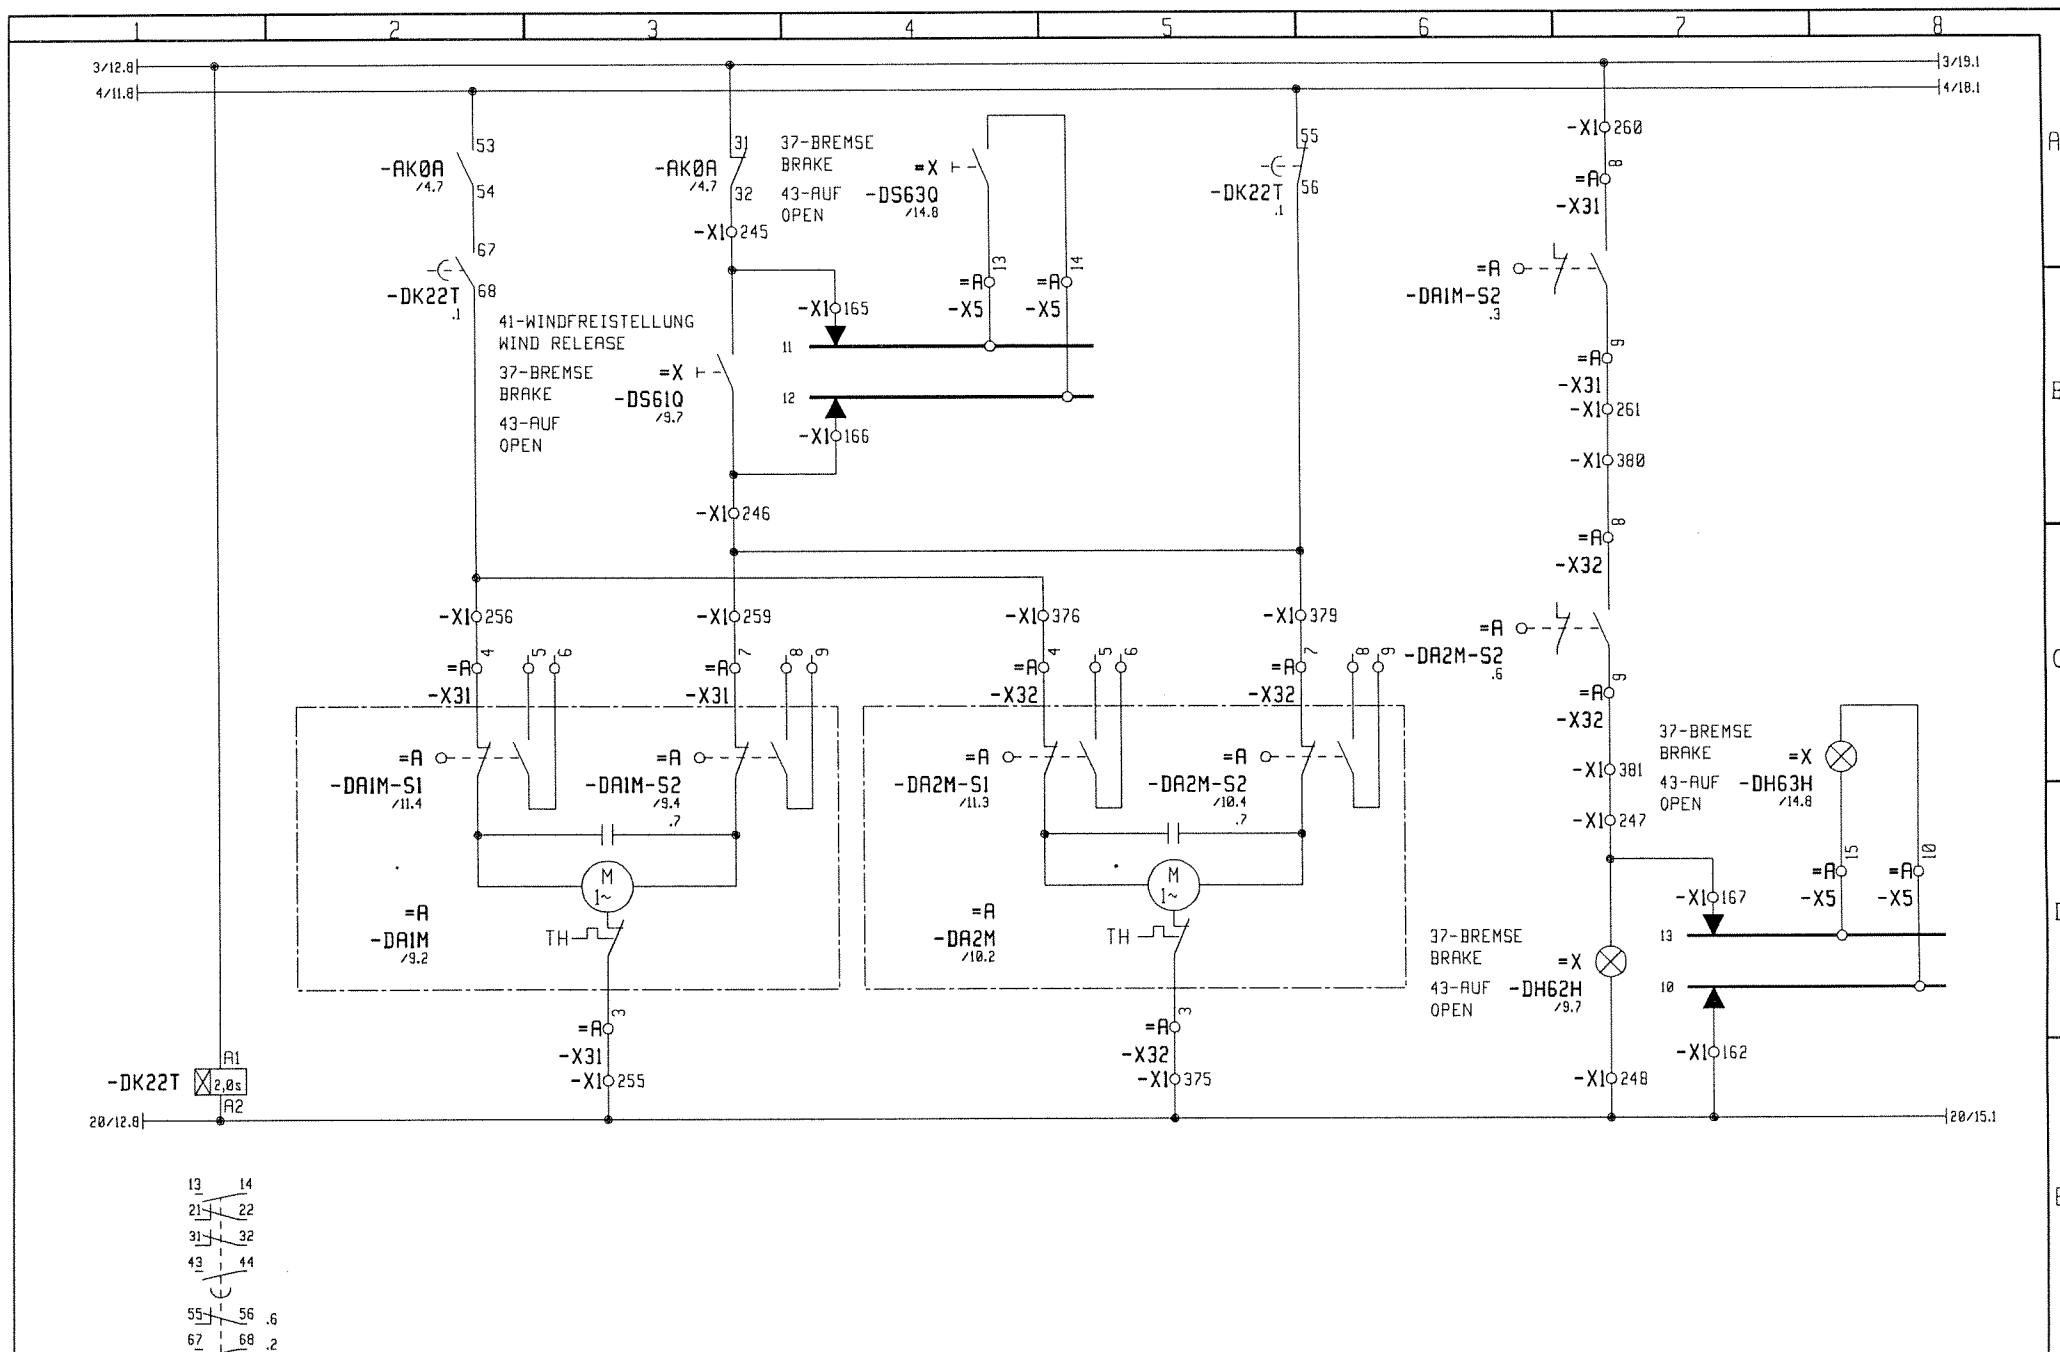 1 2 3 4 5 6 7 8
3/12.8
3/19.1
4/11.8
4/18.1
A
B
C
D
E
53
-AK0A
/4.7
54
67
-DK22T
.1
68
31
-AK0A
/4.7
32
-X1 245
37-BREMSE
BRAKE
43-AUF
OPEN
=X
-DS63Q
/14.8
13
=A
-X5
14
=A
-X5
-X1 165
11
12
-X1 166
41-WINDFREISTELLUNG
WIND RELEASE
37-BREMSE
BRAKE
43-AUF
OPEN
=X
-DS61Q
/9.7
-X1 246
55
-DK22T
.1
56
-X1 260
8
=A
-X31
=A
-DA1M-S2
.3
9
=A
-X31
-X1 261
-X1 380
8
=A
-X32
=A
-DA2M-S2
.6
9
=A
-X32
-X1 381
-X1 247
-X1 256
-X1 259
-X1 376
-X1 379
4 5 6
=A
-X31
7 8 9
=A
-X31
4 5 6
=A
-X32
7 8 9
=A
-X32
=A
-DA1M-S1
/11.4
=A
-DA1M-S2
/9.4
.7
=A
-DA2M-S1
/11.3
=A
-DA2M-S2
/10.4
.7
M
1~
=A
-DA1M
/9.2
TH
M
1~
=A
-DA2M
/10.2
TH
3
=A
-X31
-X1 255
3
=A
-X32
-X1 375
37-BREMSE
BRAKE
43-AUF
OPEN
=X
-DH63H
/14.8
15
=A
-X5
10
=A
-X5
-X1 167
13
10
37-BREMSE
BRAKE
43-AUF
OPEN
=X
-DH62H
/9.7
-X1 162
-X1 248
A1
-DK22T
2,0s
A2
20/12.8
20/15.1
13 14
21 22
31 32
43 44
55 56 .6
67 68 .2